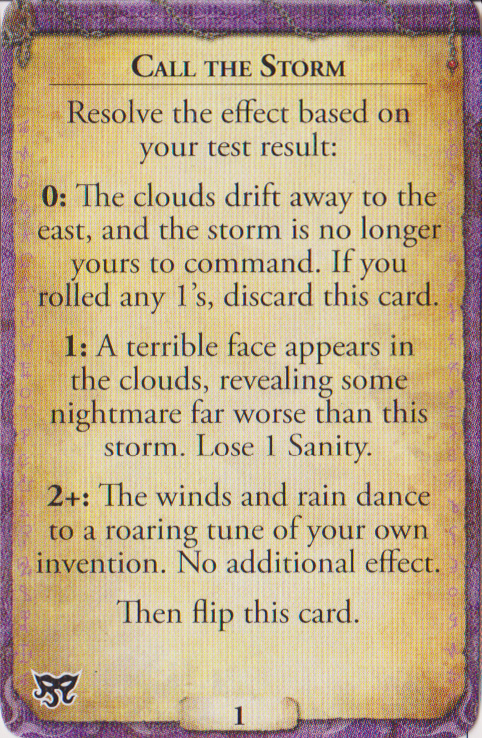 CALL THE STORM
Resolve the effect based on
your test result:
0: The clouds drift away to the
east, and the storm is no longer
yours to command. If you
rolled any 1's, discard this card.
1: A terrible face appears in
the clouds, revealing some
nightmare far worse than this
storm. Lose 1 Sanity.
2+: The winds and rain dance
to a roaring tune of your own
invention. No additional effect.
Then flip this card.
1